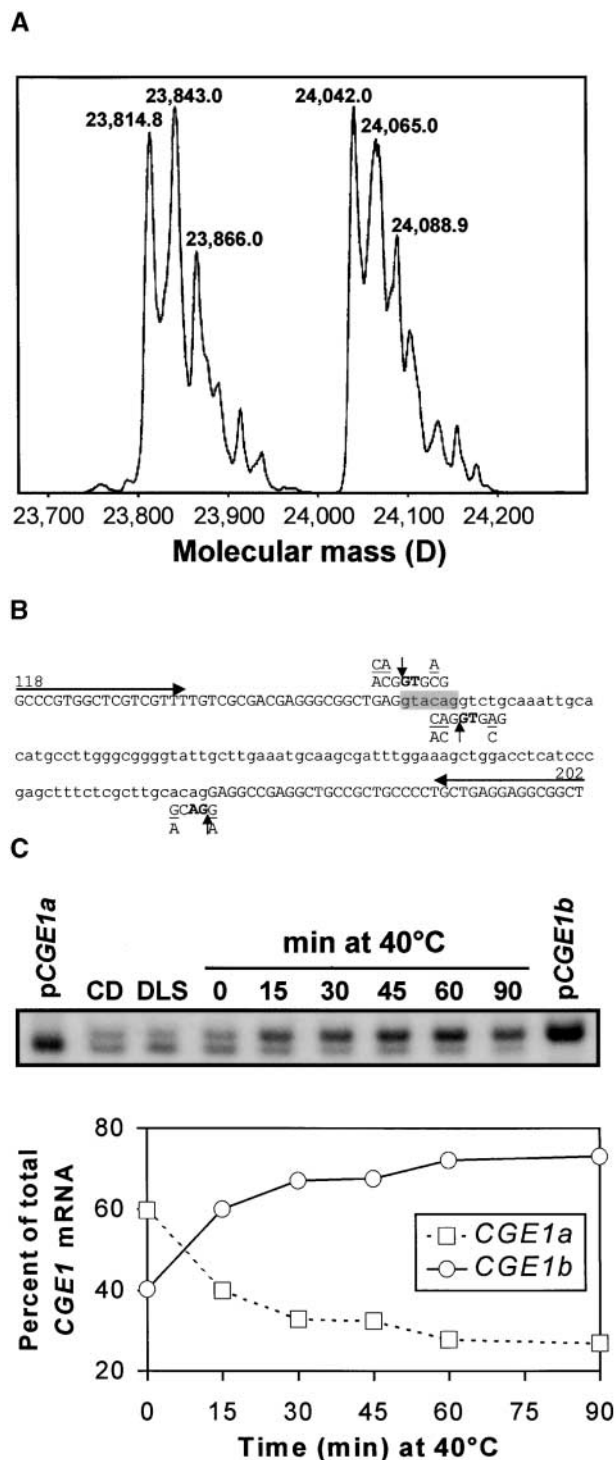 A
23,843.0
24,042.0
23,814.8
24,065.0
24,088.9
23,866.0
23,700 23,800 23,900 24,000 24,100 24,200
Molecular mass (D)
B
CA A
118 ACGGTGCG
GCCCGTGGCTCGTCGTTTTGTCGCGACGAGGGCGGCTGAGgtacaggtctgcaaattgca
CAGGTGAG
AC C
catgccttgggcggggtattgcttgaaatgcaagcgatttggaaaagctggacctcatccc
202
gagctttctcgcttgcacagGAGGCCGAGGCTGCCGCTGCCCCTGCTGAGGAGGCGGCT
GCAGG
A A
C
pCGE1a
CD DLS
min at 40°C
0 15 30 45 60 90
pCGE1b
80
60
40
20
Percent of total
CGE1 mRNA
CGE1a
CGE1b
0 15 30 45 60 75 90
Time (min) at 40°C